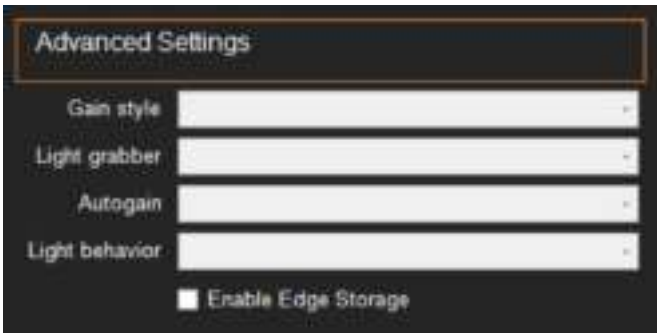 Advanced Settings
Gain style
Light grabber
Autogain
Light behavior
Enable Edge Storage